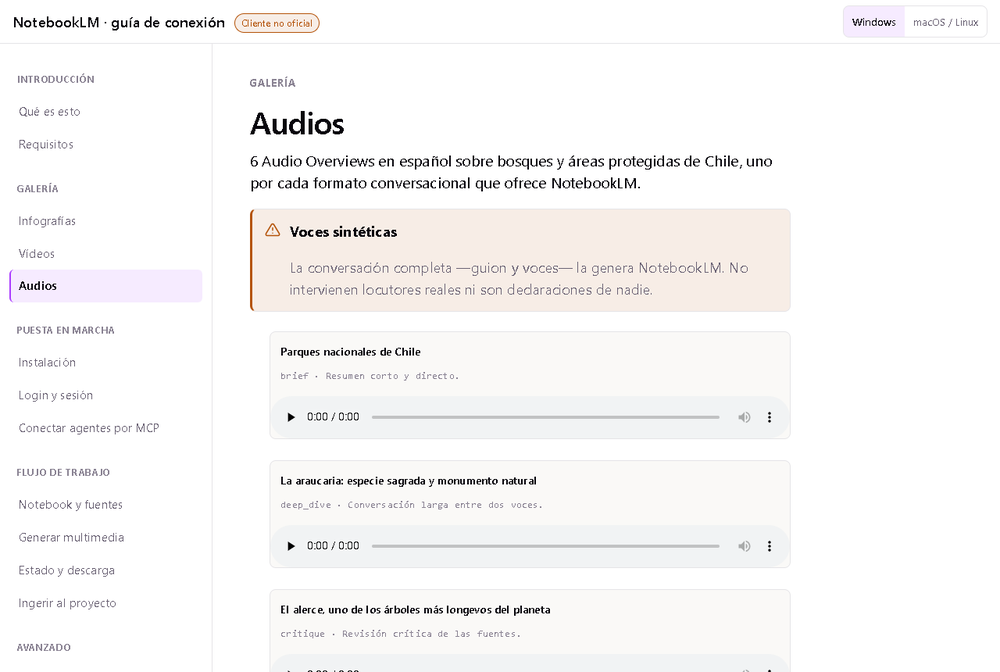 NotebookLM · guía de conexión
Cliente no oficial
Windows
macOS / Linux
INTRODUCCIÓN
Qué es esto
Requisitos
GALERÍA
Infografías
Vídeos
Audios
PUESTA EN MARCHA
Instalación
Login y sesión
Conectar agentes por MCP
FLUJO DE TRABAJO
Notebook y fuentes
Generar multimedia
Estado y descarga
Ingerir al proyecto
AVANZADO
GALERÍA
Audios
6 Audio Overviews en español sobre bosques y áreas protegidas de Chile, uno
por cada formato conversacional que ofrece NotebookLM.
Voces sintéticas
La conversación completa —guion y voces— la genera NotebookLM. No
intervienen locutores reales ni son declaraciones de nadie.
Parques nacionales de Chile
brief · Resumen corto y directo.
0:00 / 0:00
La araucaria: especie sagrada y monumento natural
deep_dive · Conversación larga entre dos voces.
0:00 / 0:00
El alerce, uno de los árboles más longevos del planeta
critique · Revisión crítica de las fuentes.